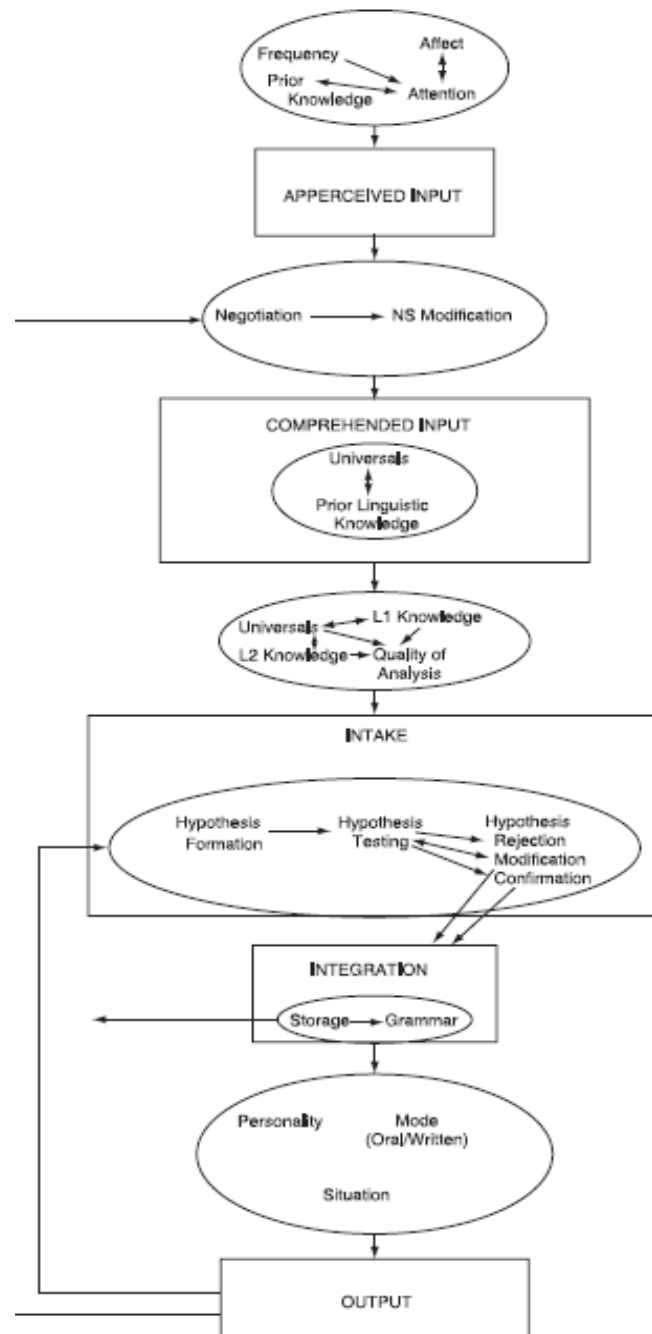 Affect
Frequency
Prior
Knowledge
Attention
APPERCEIVED INPUT
Negotiation
NS Modification
COMPREHENDED INPUT
Universals
Prior Linguistic
Knowledge
L1 Knowledge
Universals
L2 Knowledge
Quality of
Analysis
INTAKE
Hypothesis
Formation
Hypothesis
Testing
Hypothesis
Rejection
Modification
Confirmation
INTEGRATION
Storage
Grammar
Personality
Mode
(Oral/Written)
Situation
OUTPUT